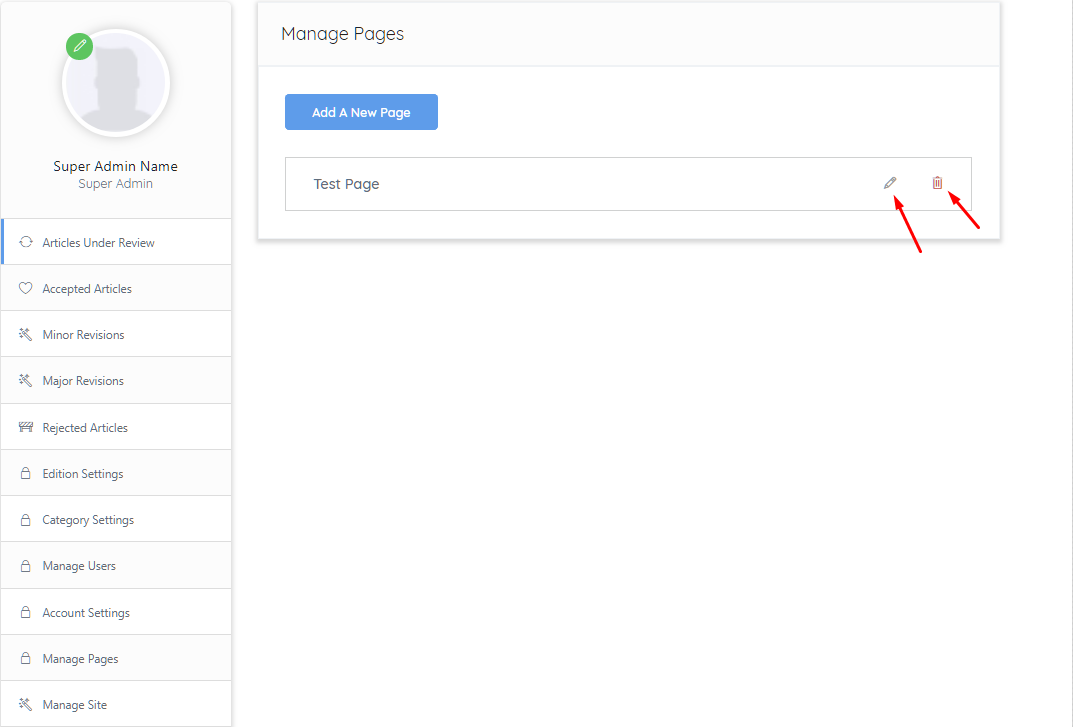 Super Admin Name
Super Admin
Articles Under Review
Accepted Articles
Minor Revisions
Major Revisions
Rejected Articles
Edition Settings
Category Settings
Manage Users
Account Settings
Manage Pages
Manage Site
Manage Pages
Add A New Page
Test Page